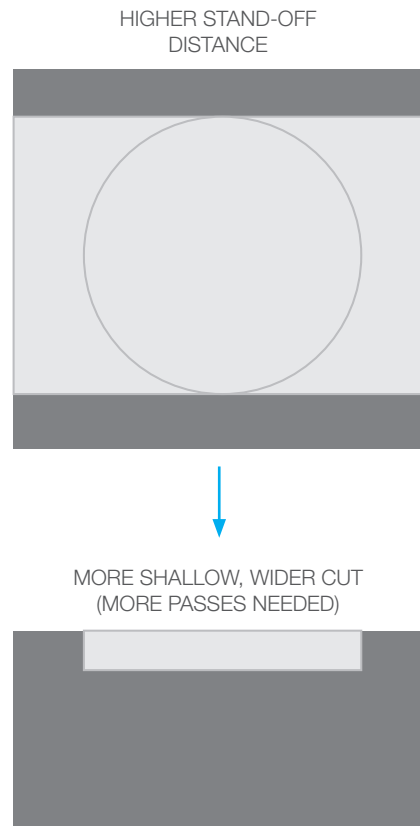 HIGHER STAND-OFF
DISTANCE
MORE SHALLOW, WIDER CUT
(MORE PASSES NEEDED)